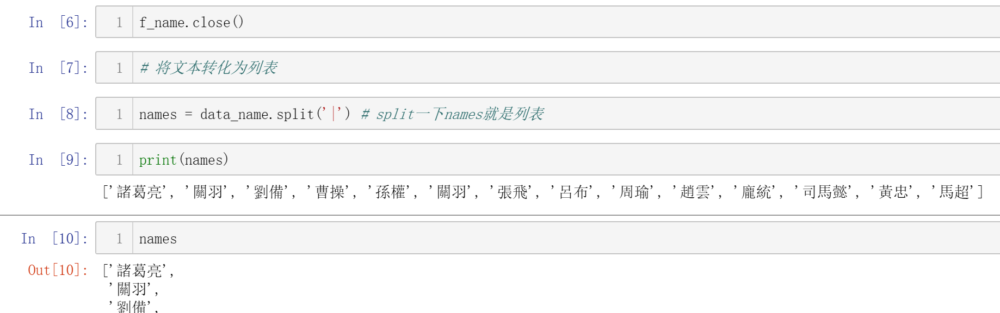 In [6]: 1 f_name.close()
In [7]: 1 # 将文本转化为列表
In [8]: 1 names = data_name.split('|') # split一下names就是列表
In [9]: 1 print(names)
['諸葛亮', '關羽', '劉備', '曹操', '孫權', '關羽', '張飛', '呂布', '周瑜', '趙雲', '龐統', '司馬懿', '黃忠', '馬超']
In [10]: 1 names
Out[10]: ['諸葛亮',
'關羽',
'劉備',